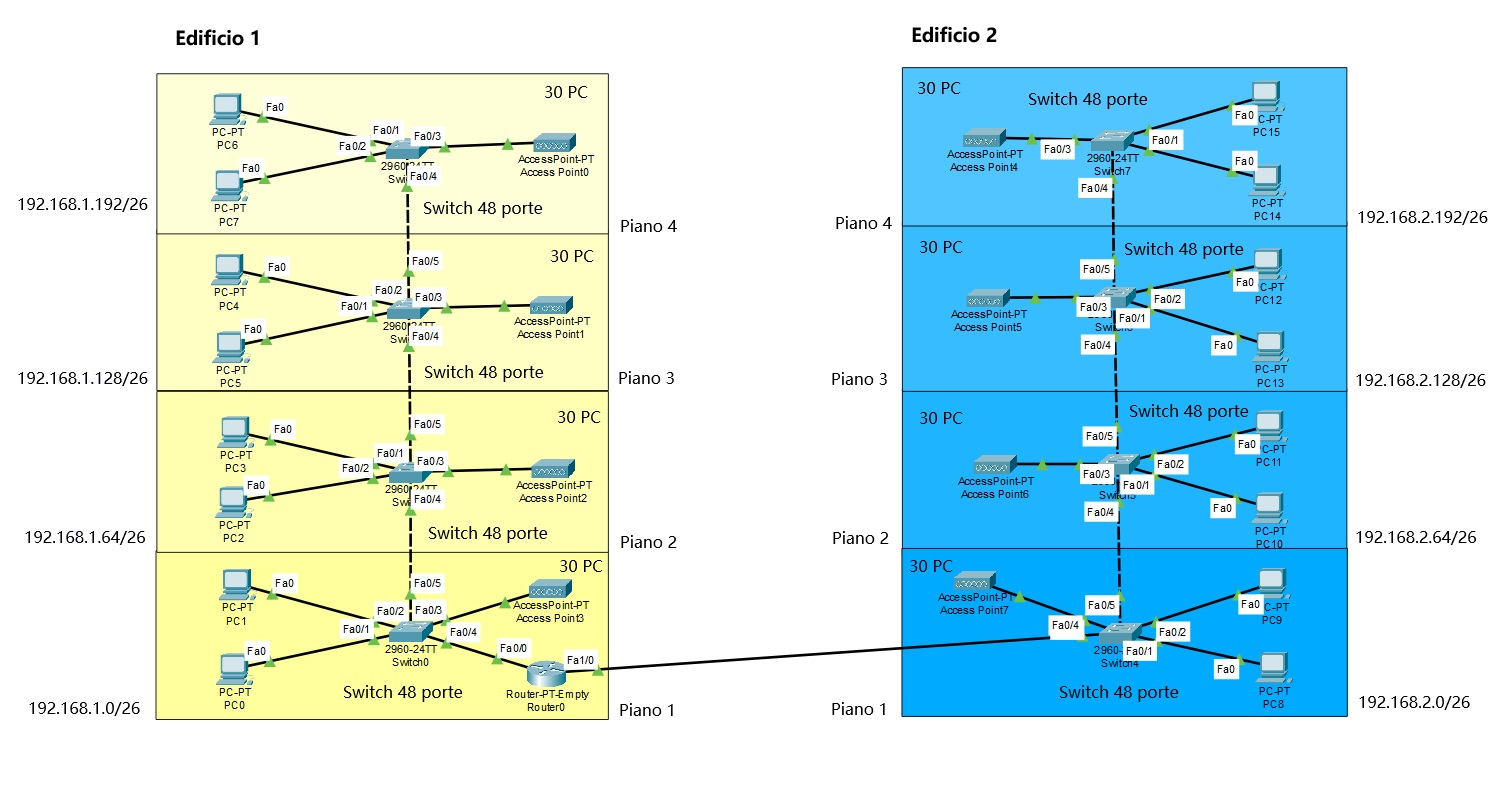 Edificio 1
30 PC
Fa0
PC-PT
PC6
Fa0/1
Fa0/3
Fa0/2
AccessPoint-PT
Access Point0
Fa0
PC-PT
PC7
Fa0/4
Switch 48 porte
192.168.1.192/26
Piano 4
30 PC
Fa0
PC-PT
PC4
Fa0/5
Fa0/2
Fa0/3
Fa0/1
AccessPoint-PT
Access Point1
Fa0
PC-PT
PC5
Fa0/4
Switch 48 porte
192.168.1.128/26
Piano 3
30 PC
Fa0
PC-PT
PC3
Fa0/5
Fa0/1
Fa0/3
Fa0/2
AccessPoint-PT
Access Point2
Fa0
PC-PT
PC2
Fa0/4
Switch 48 porte
192.168.1.64/26
Piano 2
30 PC
Fa0
PC-PT
PC1
Fa0/5
Fa0/2
Fa0/3
AccessPoint-PT
Access Point3
Fa0/1
Fa0/4
2960-24TT
Switch0
Fa0
PC-PT
PC0
Fa0/0
Fa1/0
Router-PT-Empty
Router0
Switch 48 porte
192.168.1.0/26
Piano 1
Edificio 2
30 PC
Switch 48 porte
Fa0
PC15
AccessPoint-PT
Access Point4
Fa0/3
Fa0/1
2960-24TT
Switch7
Fa0
PC-PT
PC14
Fa0/4
Piano 4
192.168.2.192/26
30 PC
Switch 48 porte
Fa0/5
Fa0
PC-PT
PC12
AccessPoint-PT
Access Point5
Fa0/3
Fa0/2
Fa0/1
Fa0/4
Fa0
PC-PT
PC13
Piano 3
192.168.2.128/26
30 PC
Switch 48 porte
Fa0/5
Fa0
PC-PT
PC11
AccessPoint-PT
Access Point6
Fa0/3
Fa0/2
Fa0/1
Fa0/4
Fa0
PC-PT
PC10
Piano 2
192.168.2.64/26
30 PC
AccessPoint-PT
Access Point7
Fa0/5
Fa0
PC9
Fa0/4
Fa0/2
Fa0/1
Switch4
Fa0
PC-PT
PC8
Switch 48 porte
Piano 1
192.168.2.0/26